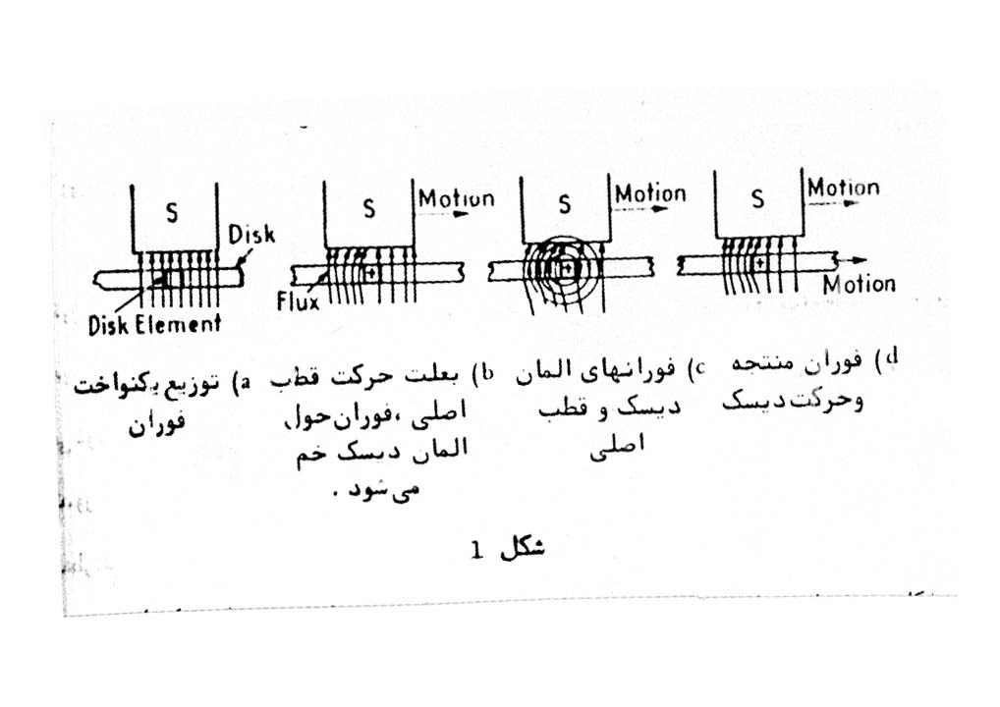 S
Disk
Disk Element
S
Motion
Flux
S
Motion
S
Motion
Motion
a) توزیع یکنواخت
فوران
b) بعلت حرکت قطب
اصلی ، فوران حول
المان دیسک خم
می شود .
c) فورانهای المان
دیسک و قطب
اصلی
d) فوران منتجه
وحرکت دیسک
شکل 1